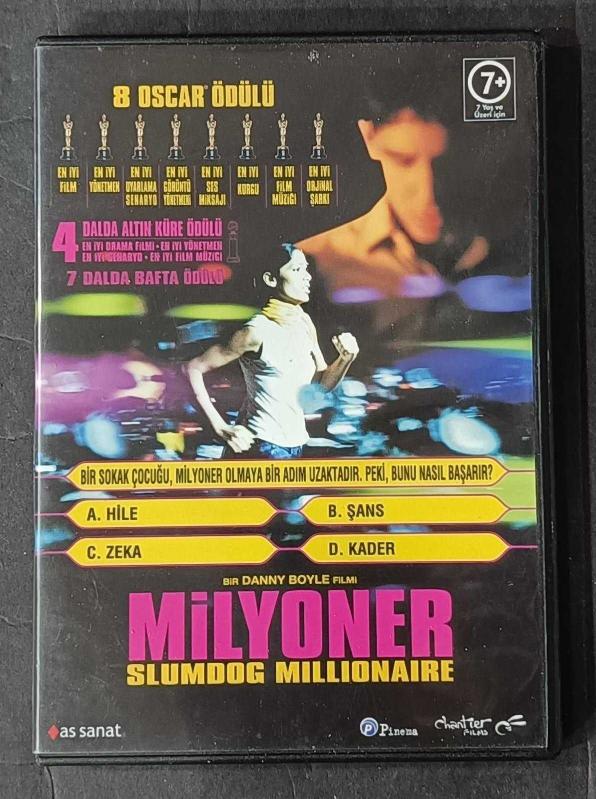 8 OSCAR® ÖDÜLÜ
7+
7 Yaş ve
Üzeri için
EN İYİ FİLM
EN İYİ YÖNETMEN
EN İYİ UYARLAMA SENARYO
EN İYİ GÖRÜNTÜ YÖNETMENİ
EN İYİ SES MİKSAJI
EN İYİ KURGU
EN İYİ FİLM MÜZİĞİ
EN İYİ ORJİNAL ŞARKI
4 DALDA ALTIN KÜRE ÖDÜLÜ
EN İYİ DRAMA FİLMİ • EN İYİ YÖNETMEN
EN İYİ SENARYO • EN İYİ FİLM MÜZİĞİ
7 DALDA BAFTA ÖDÜLÜ
BİR SOKAK ÇOCUĞU, MİLYONER OLMAYA BİR ADIM UZAKTADIR. PEKİ, BUNU NASIL BAŞARIR?
A. HİLE
B. ŞANS
C. ZEKA
D. KADER
BİR DANNY BOYLE FİLMİ
MİLYONER
SLUMDOG MILLIONAIRE
as sanat
P Pinema
Chantier FILMS